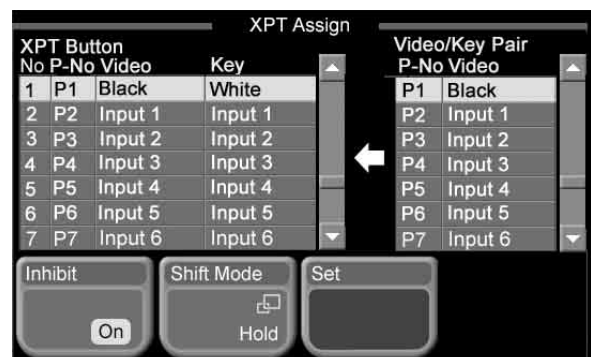 XPT Assign
XPT Button
No P-No Video Key
1 P1 Black White
2 P2 Input 1 Input 1
3 P3 Input 2 Input 2
4 P4 Input 3 Input 3
5 P5 Input 4 Input 4
6 P6 Input 5 Input 5
7 P7 Input 6 Input 6
Video/Key Pair
P-No Video
P1 Black
P2 Input 1
P3 Input 2
P4 Input 3
P5 Input 4
P6 Input 5
P7 Input 6
Inhibit
On
Shift Mode
Hold
Set